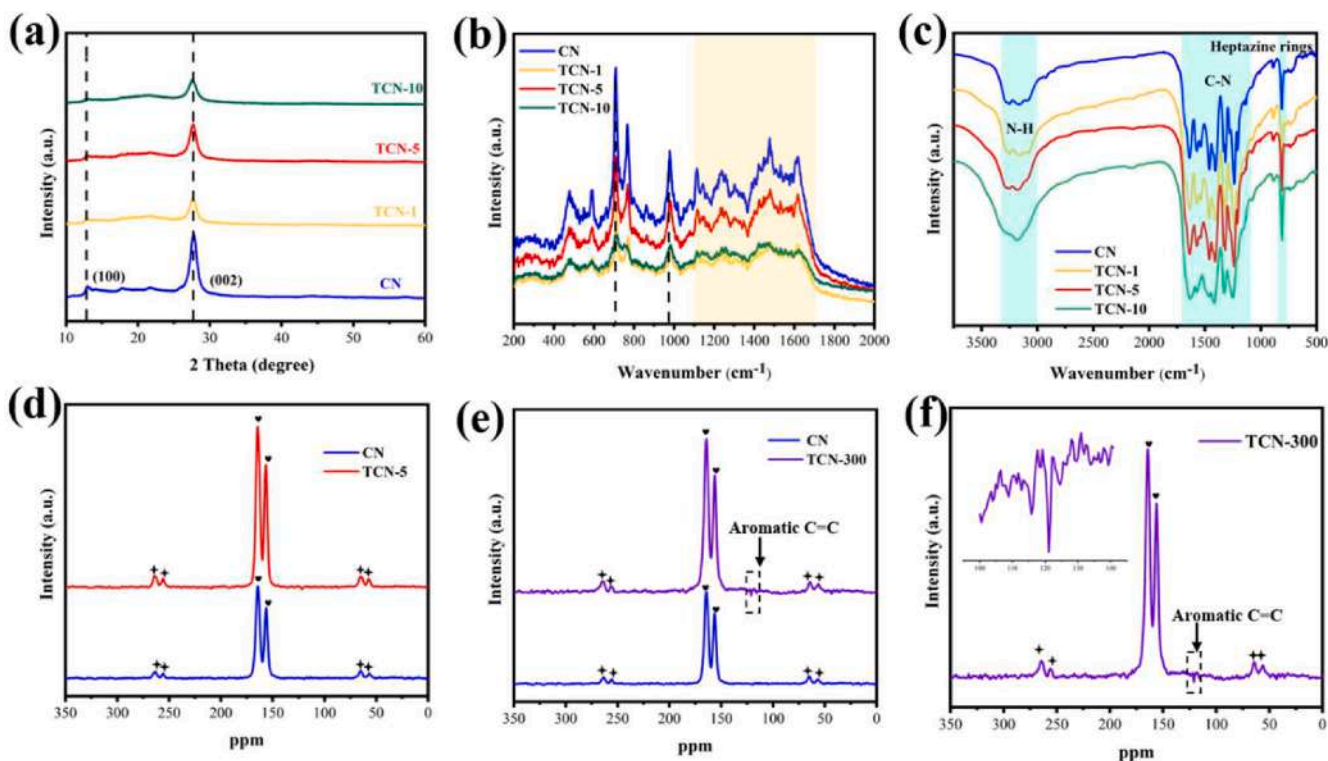 (a)
TCN-10
TCN-5
TCN-1
(100)
(002)
CN
Intensity (a.u.)
10 20 30 40 50 60
2 Theta (degree)
(b)
CN
TCN-1
TCN-5
TCN-10
Intensity (a.u.)
200 400 600 800 1000 1200 1400 1600 1800 2000
Wavenumber (cm⁻¹)
(c)
Heptazine rings
C-N
N-H
CN
TCN-1
TCN-5
TCN-10
Intensity (a.u.)
3500 3000 2500 2000 1500 1000 500
Wavenumber (cm⁻¹)
(d)
CN
TCN-5
Intensity (a.u.)
350 300 250 200 150 100 50 0
ppm
(e)
CN
TCN-300
Aromatic C=C
Intensity (a.u.)
350 300 250 200 150 100 50 0
ppm
(f)
TCN-300
100 110 120 130 140
Aromatic C=C
Intensity (a.u.)
350 300 250 200 150 100 50 0
ppm